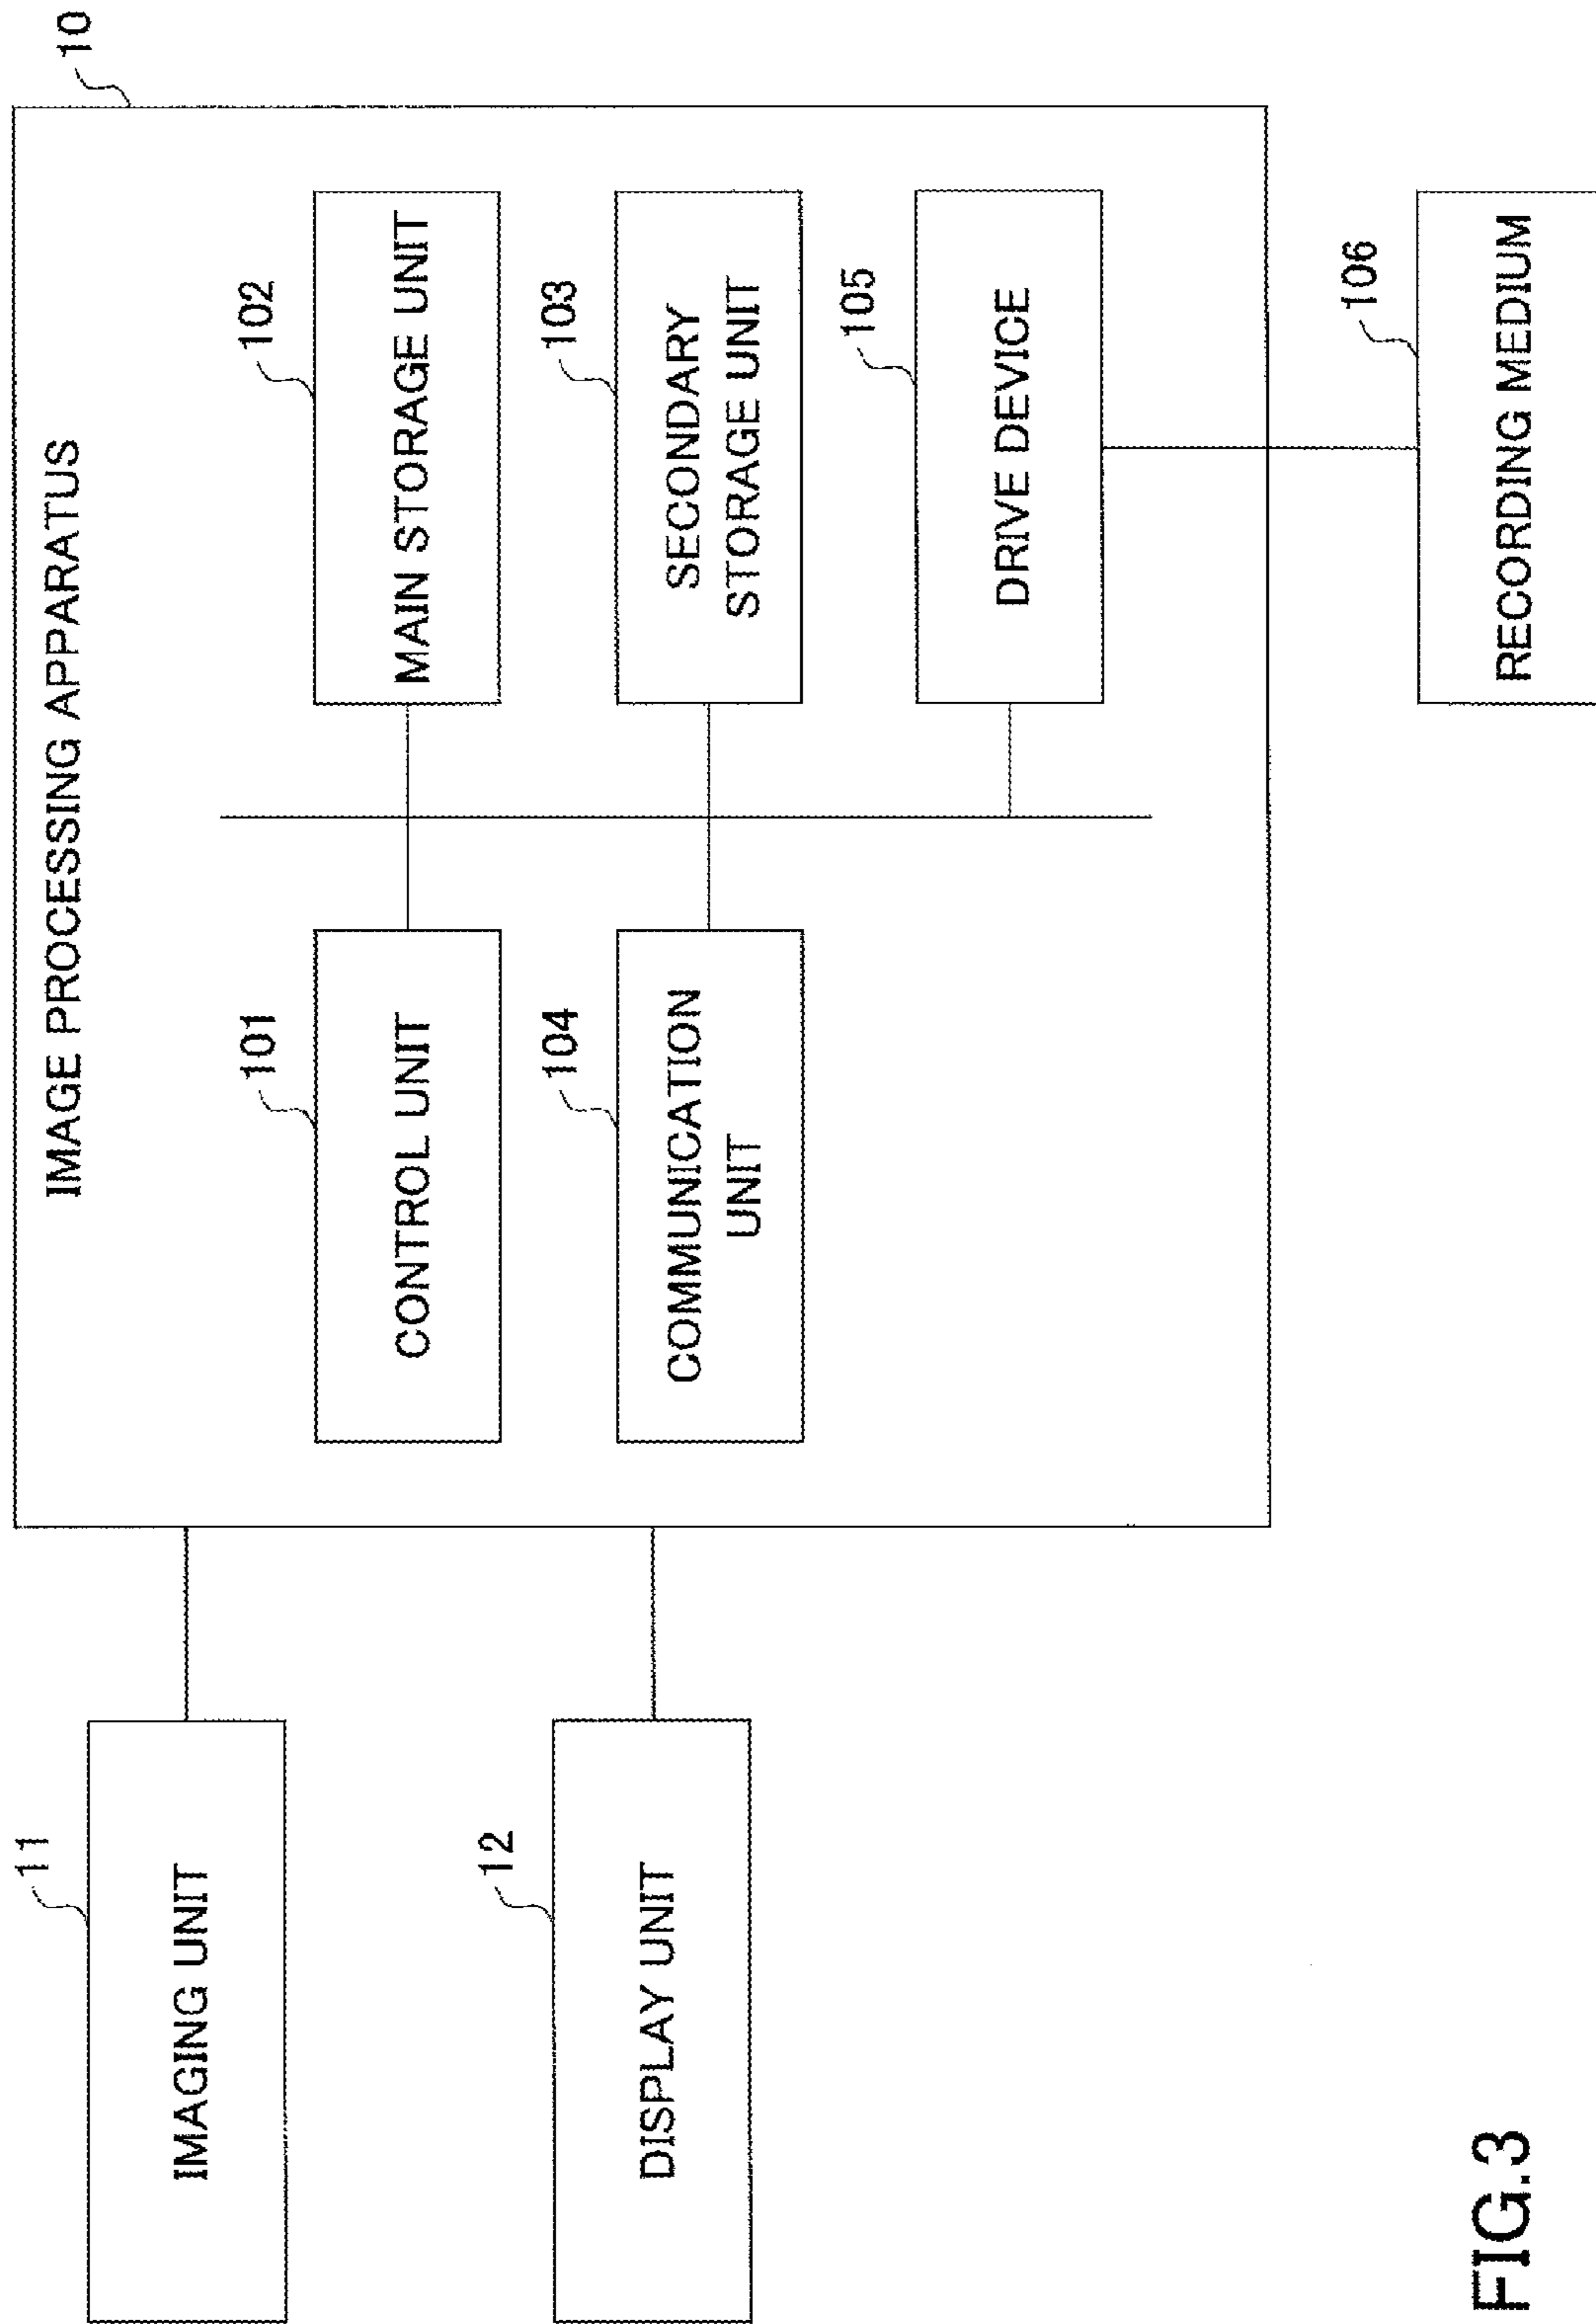 FIG.3
10
IMAGE PROCESSING APPARATUS
11
IMAGING UNIT
101
CONTROL UNIT
102
MAIN STORAGE UNIT
12
DISPLAY UNIT
104
COMMUNICATION
UNIT
103
SECONDARY
STORAGE UNIT
105
DRIVE DEVICE
106
RECORDING MEDIUM